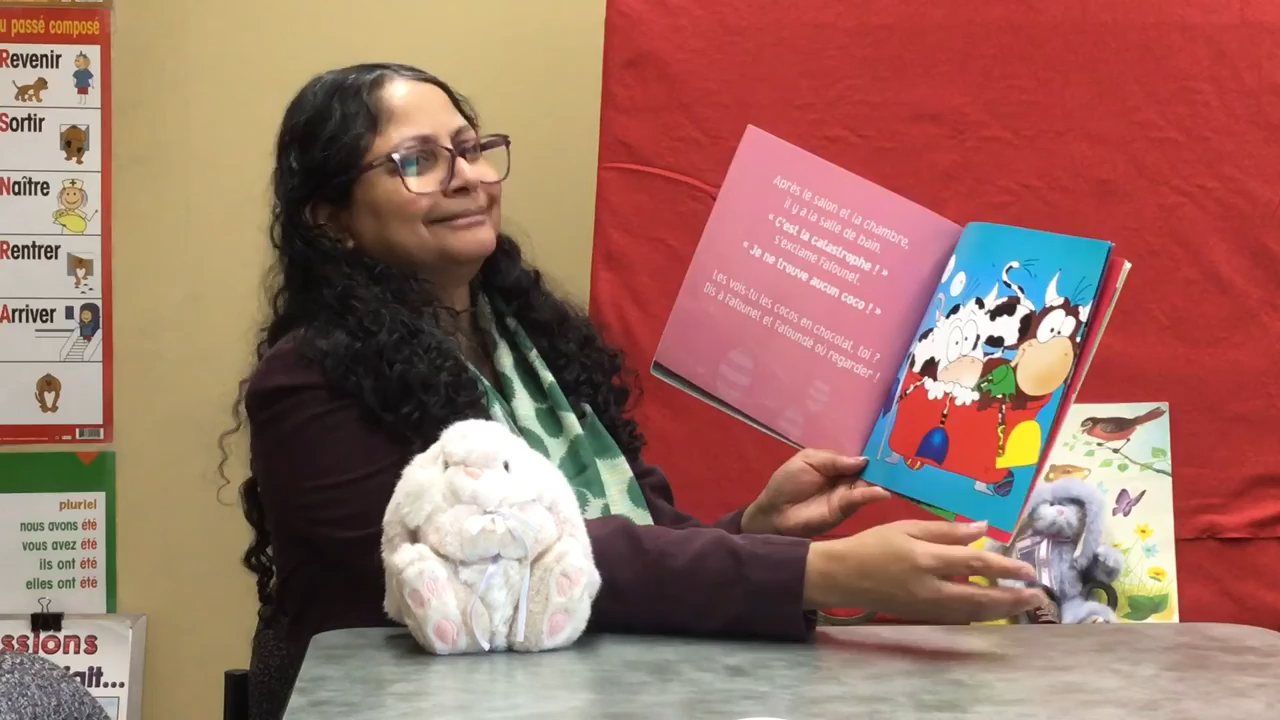 u passé composé
Revenir
Sortir
Naître
Rentrer
Arriver
pluriel
nous avons été
vous avez été
ils ont été
elles ont été
ssions
ait...
Après le salon et la chambre,
il y a la salle de bain.
« C'est la catastrophe ! »
s'exclame Fafounet.
« Je ne trouve aucun coco ! »
Les vois-tu les cocos en chocolat, toi ?
Dis à Fafounet et Fafoundé où regarder !